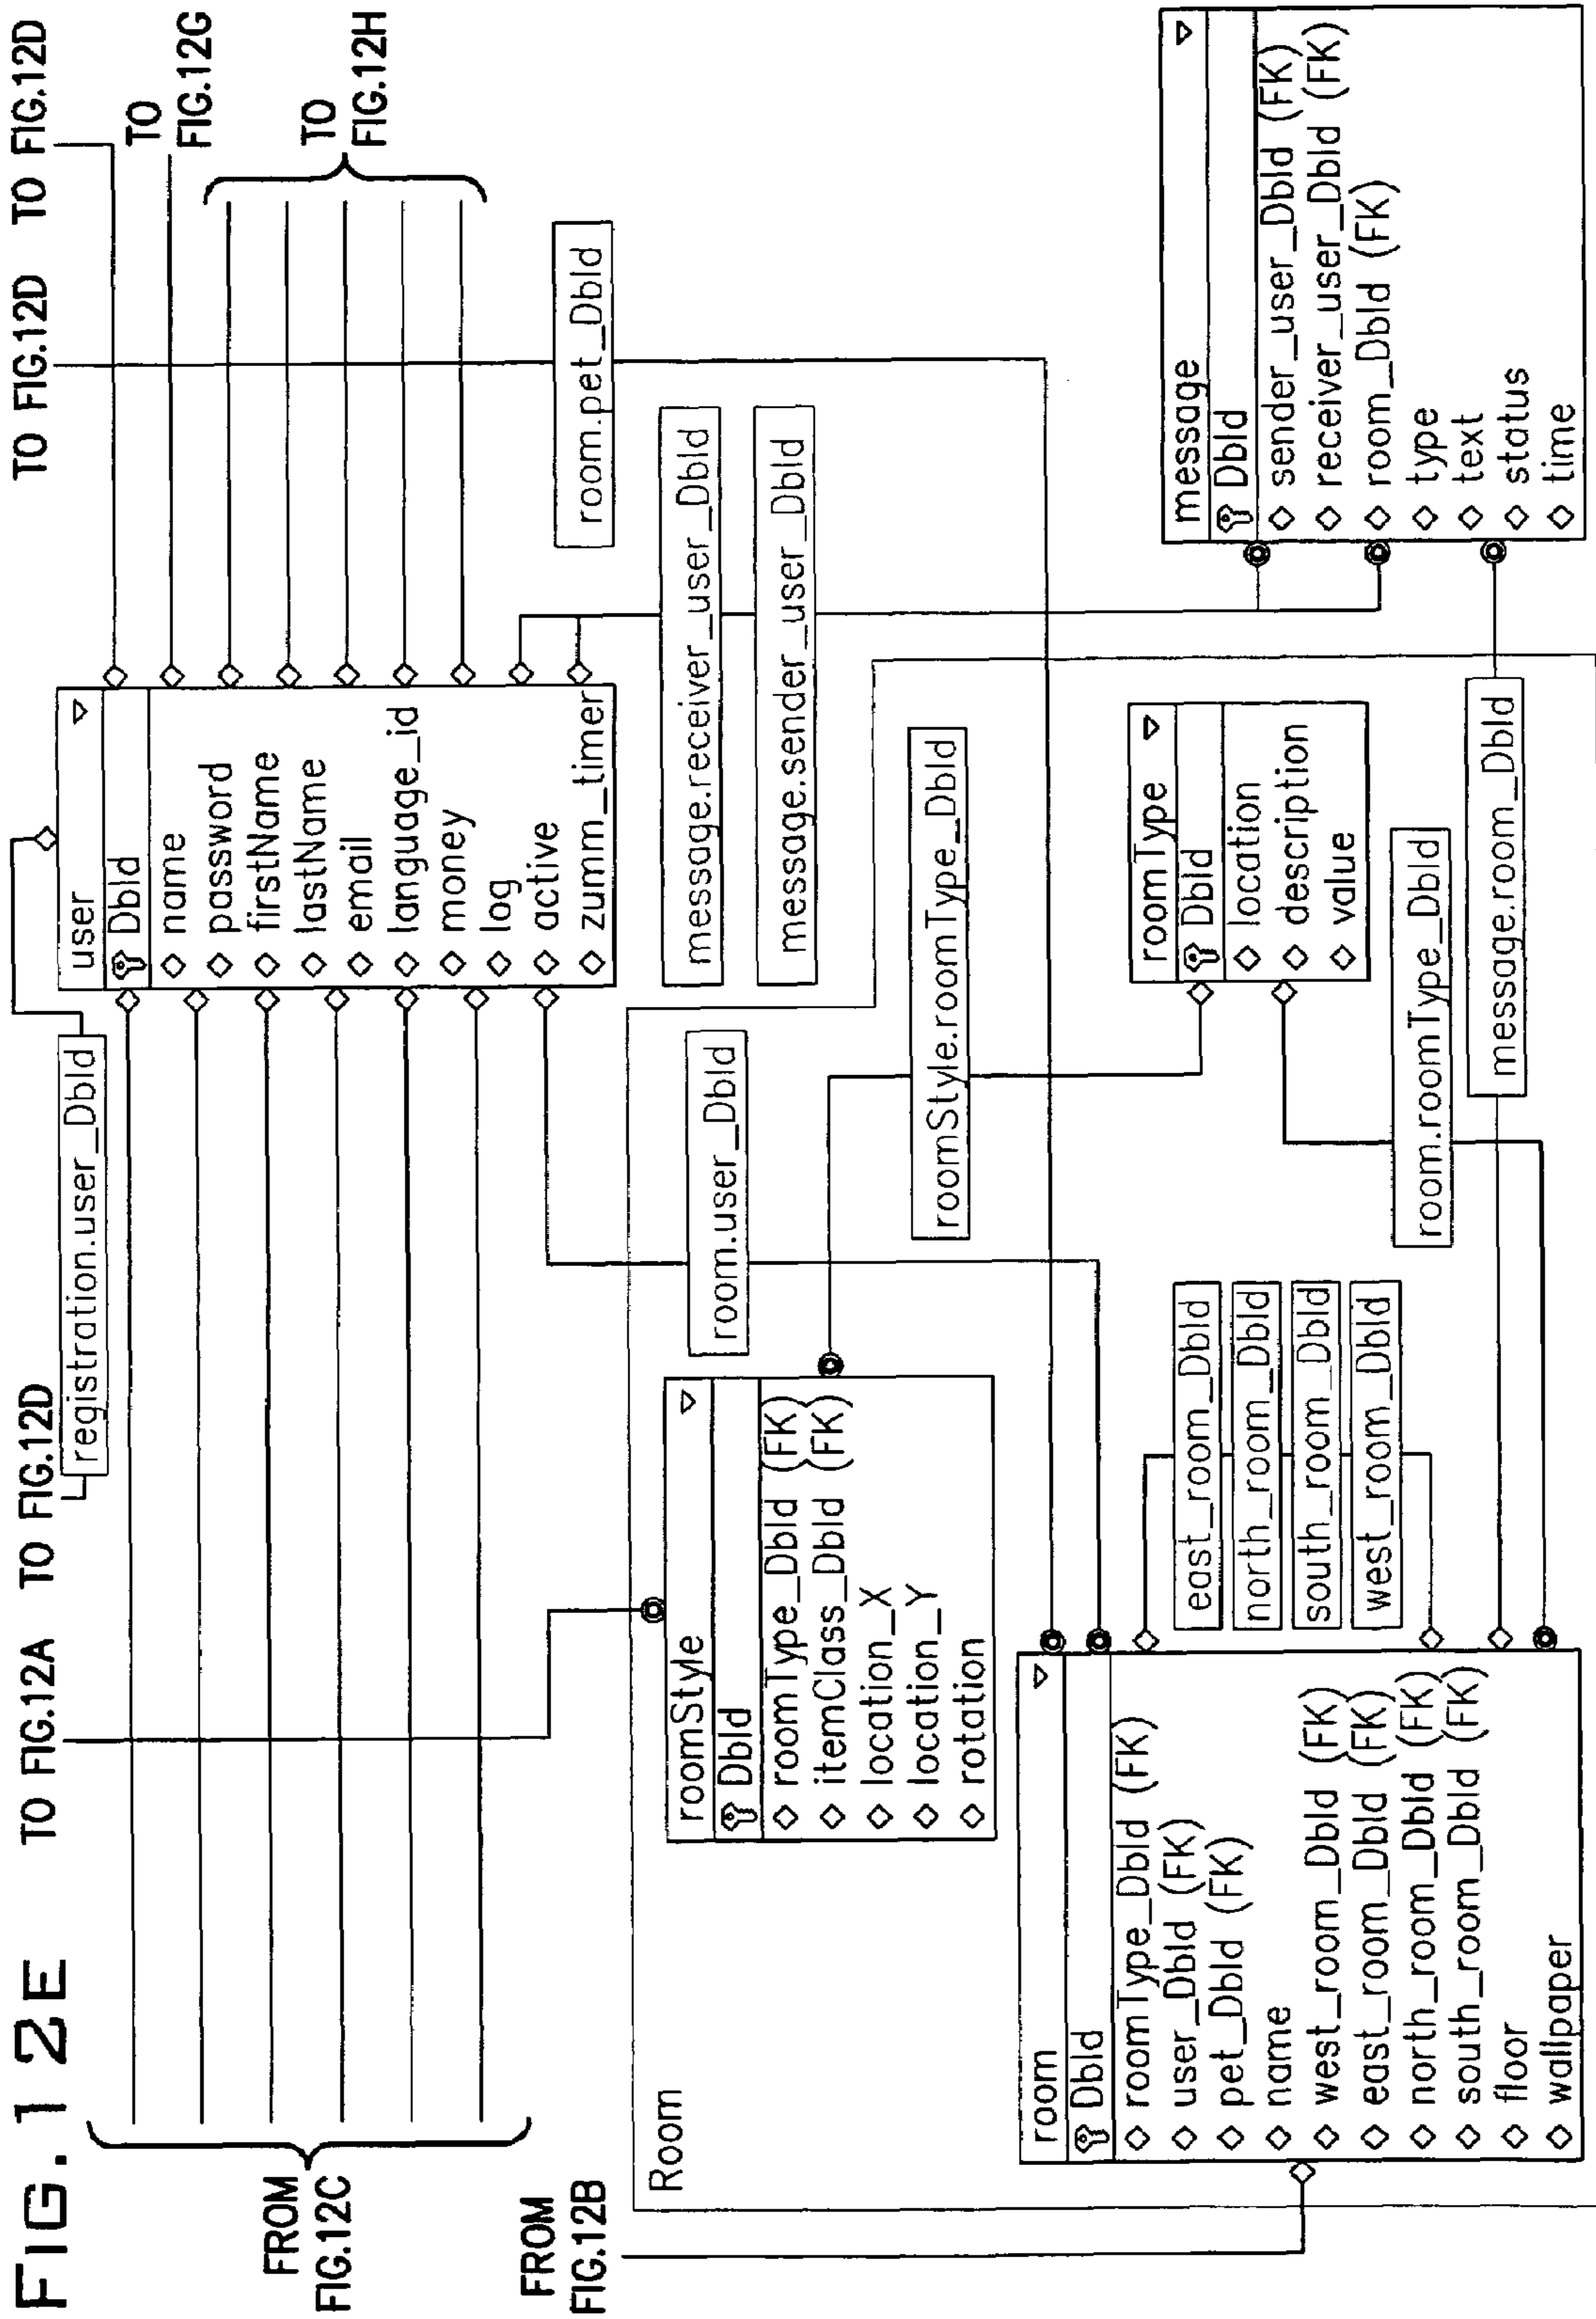 FIG. 12E
TO FIG.12A
TO FIG.12D
TO FIG.12D
TO FIG.12D
registration.user_DbId
FROM
FIG.12C
TO
FIG.12G
TO
FIG.12H
user
DbId
name
password
firstName
lastName
email
language_id
money
log
active
zumm_timer
room.pet_DbId
FROM
FIG.12B
Room
roomStyle
DbId
roomType_DbId (FK)
itemClass_DbId (FK)
location_X
location_Y
rotation
room.user_DbId
message.receiver_user_DbId
message.sender_user_DbId
roomStyle.roomType_DbId
room
DbId
roomType_DbId (FK)
user_DbId (FK)
pet_DbId (FK)
name
west_room_DbId (FK)
east_room_DbId (FK)
north_room_DbId (FK)
south_room_DbId (FK)
floor
wallpaper
east_room_DbId
north_room_DbId
south_room_DbId
west_room_DbId
roomType
DbId
location
description
value
room.roomType_DbId
message.room_DbId
message
DbId
sender_user_DbId (FK)
receiver_user_DbId (FK)
room_DbId (FK)
type
text
status
time